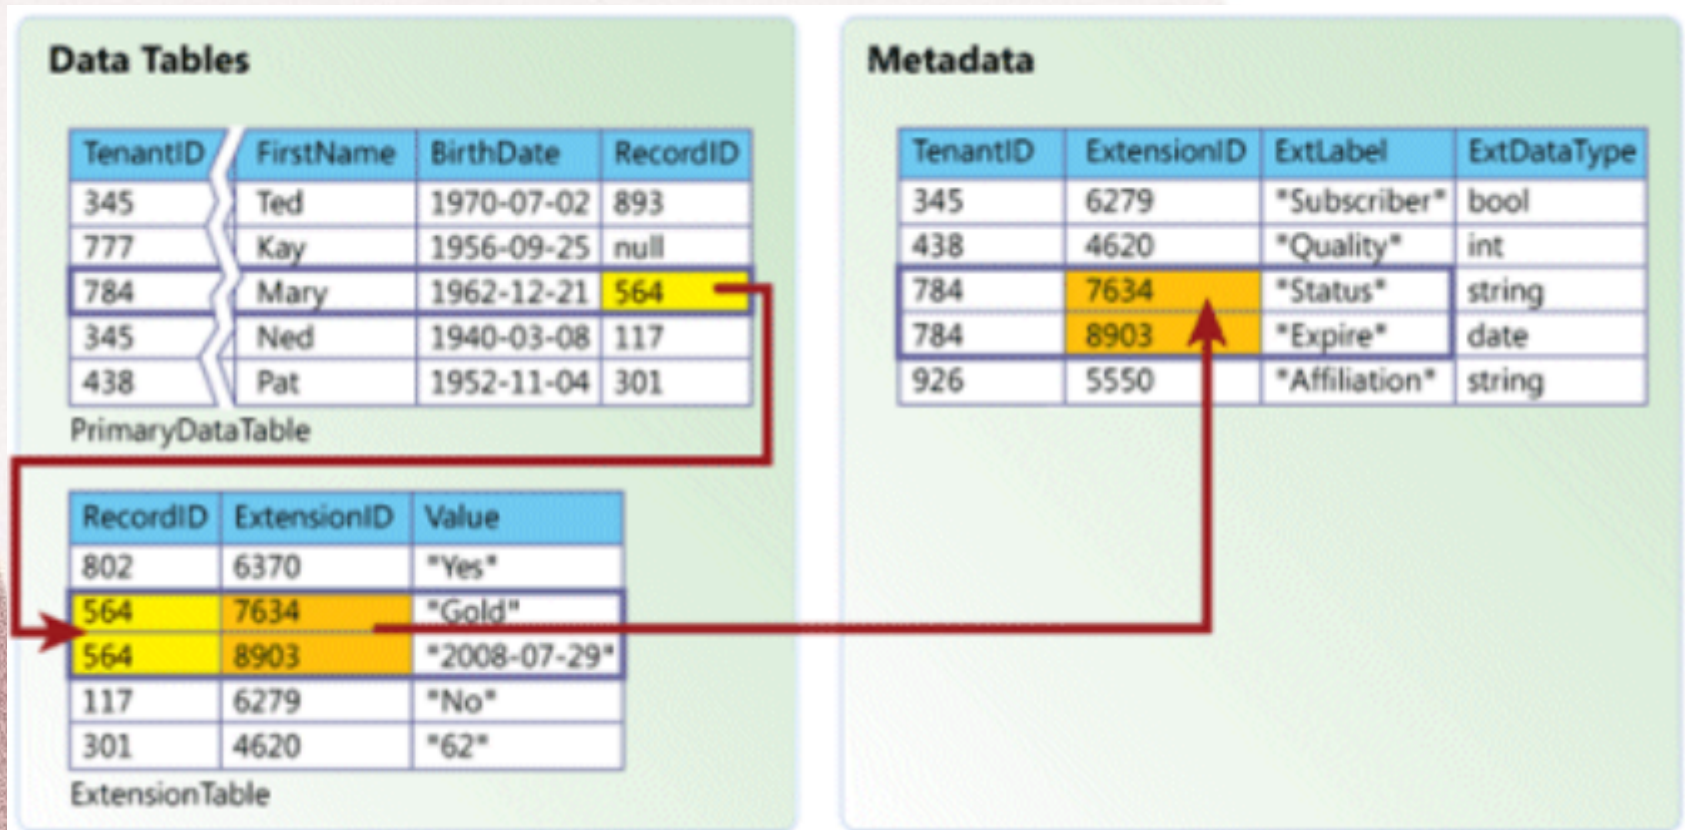 Data Tables
TenantID FirstName BirthDate RecordID
345 Ted 1970-07-02 893
777 Kay 1956-09-25 null
784 Mary 1962-12-21 564
345 Ned 1940-03-08 117
438 Pat 1952-11-04 301
PrimaryDataTable
RecordID ExtensionID Value
802 6370 "Yes"
564 7634 "Gold"
564 8903 "2008-07-29"
117 6279 "No"
301 4620 "62"
ExtensionTable
Metadata
TenantID ExtensionID ExtLabel ExtDataType
345 6279 "Subscriber" bool
438 4620 "Quality" int
784 7634 "Status" string
784 8903 "Expire" date
926 5550 "Affiliation" string